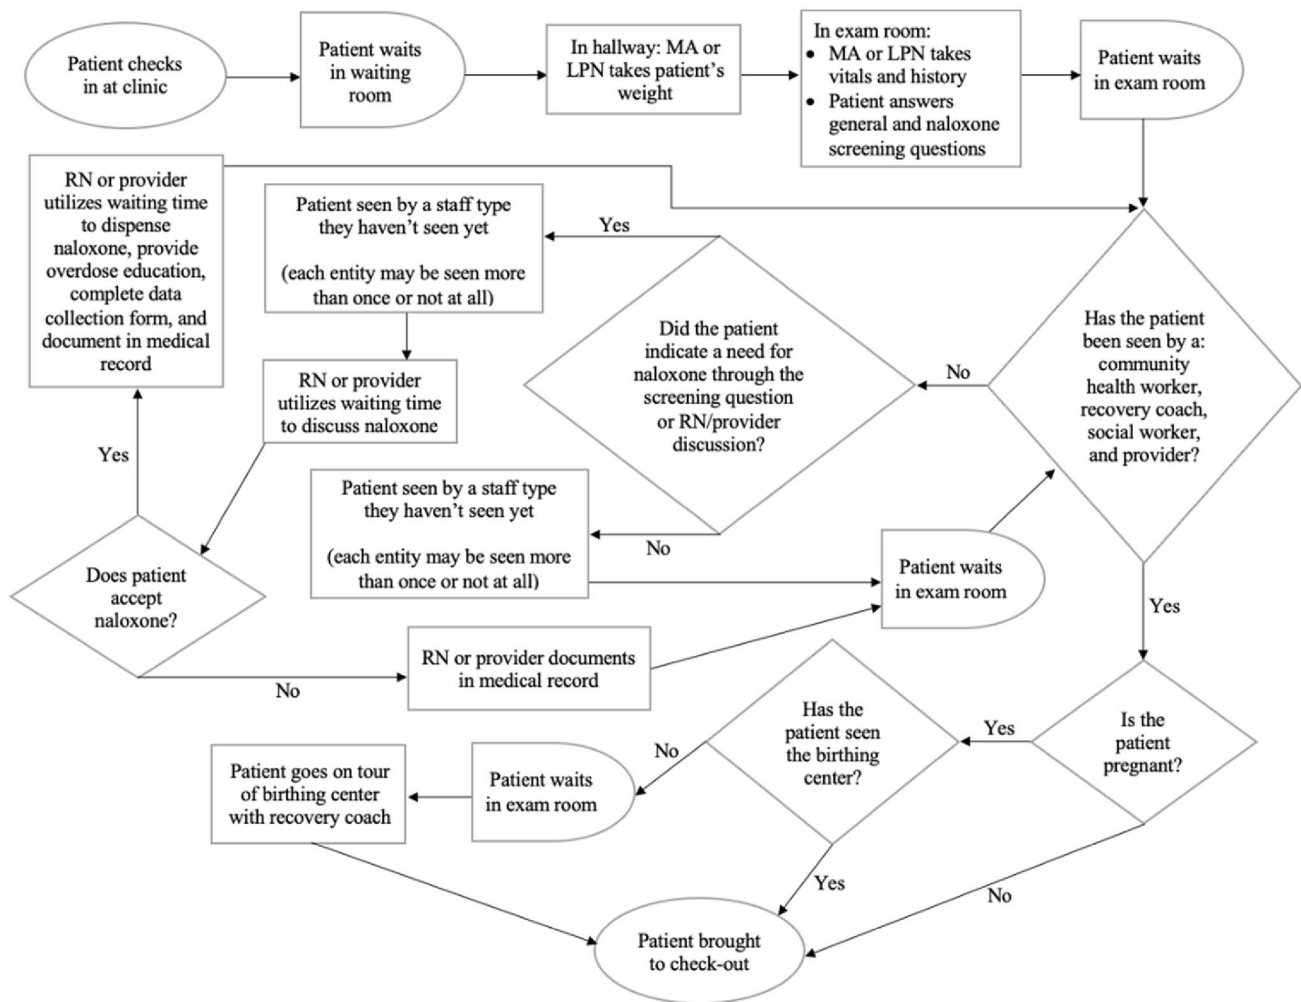 Patient checks
in at clinic
Patient waits
in waiting
room
In hallway: MA or
LPN takes patient's
weight
In exam room:
• MA or LPN takes
vitals and history
• Patient answers
general and naloxone
screening questions
Patient waits
in exam room
RN or provider
utilizes waiting time
to dispense
naloxone, provide
overdose education,
complete data
collection form, and
document in medical
record
Patient seen by a staff type
they haven't seen yet
(each entity may be seen more
than once or not at all)
Yes
Did the patient
indicate a need for
naloxone through the
screening question
or RN/provider
discussion?
No
Has the patient
been seen by a:
community
health worker,
recovery coach,
social worker,
and provider?
RN or provider
utilizes waiting time
to discuss naloxone
Yes
Patient seen by a staff type
they haven't seen yet
(each entity may be seen more
than once or not at all)
No
Does patient
accept
naloxone?
Patient waits
in exam room
Yes
No
RN or provider documents
in medical record
Has the
patient seen
the birthing
center?
Yes
Is the
patient
pregnant?
No
Patient waits
in exam room
Patient goes on tour
of birthing center
with recovery coach
Yes
No
Patient brought
to check-out